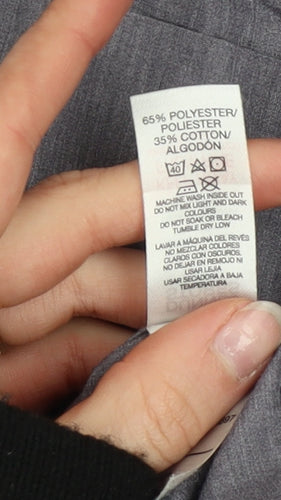 65% POLYESTER/
POLIESTER
35% COTTON/
ALGODÓN
40
MACHINE WASH INSIDE OUT
DO NOT MIX LIGHT AND DARK
COLOURS
DO NOT SOAK OR BLEACH
TUMBLE DRY LOW
LAVAR A MÁQUINA DEL REVÉS
NO MEZCLAR COLORES
CLAROS CON OSCUROS.
NO DEJAR EN REMOJO NI
USAR LEJIA
USAR SECADORA A BAJA
TEMPERATURA